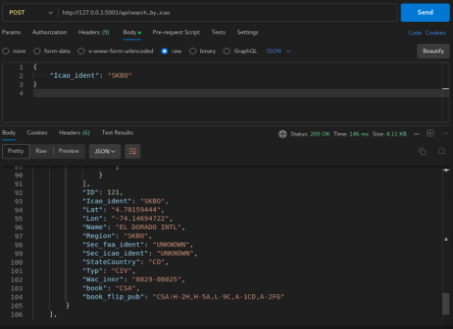 POST http://127.0.0.1:5001/api/search_by_icao Send
Params Authorization Headers (9) Body Pre-request Script Tests Settings Code Cookies
none form-data x-www-form-urlencoded raw binary GraphQL JSON Beautify
1 {
2 "Icao_ident": "SKBO"
3 }
4
Body Cookies Headers (6) Test Results Status: 200 OK Time: 146 ms Size: 4.11 KB
Pretty Raw Preview JSON
89 ]
90 }
91 ],
92 "ID": 121,
93 "Icao_ident": "SKBO",
94 "Lat": "4.70159444",
95 "Lon": "-74.14694722",
96 "Name": "EL DORADO INTL",
97 "Region": "SKBO",
98 "Sec_faa_ident": "UNKNOWN",
99 "Sec_icao_ident": "UNKNOWN",
100 "StateCountry": "CO",
101 "Typ": "CIV",
102 "Wac_innr": "0829-00025",
103 "book": "CSA",
104 "book_flip_pub": "CSA:H-2H,H-5A,L-9C,A-1CD,A-2FG"
105 }
106 ],